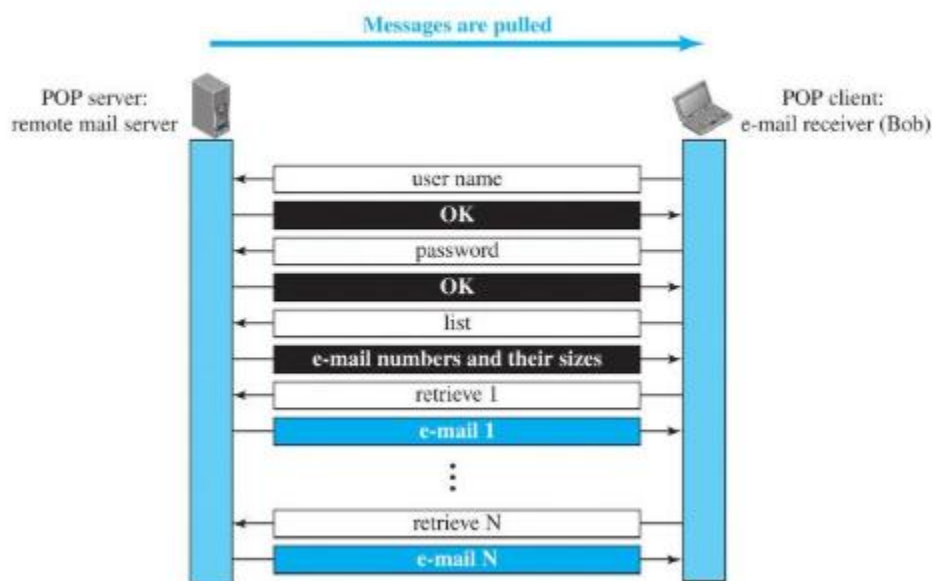 Messages are pulled
POP server:
remote mail server
POP client:
e-mail receiver (Bob)
user name
OK
password
OK
list
e-mail numbers and their sizes
retrieve 1
e-mail 1
retrieve N
e-mail N